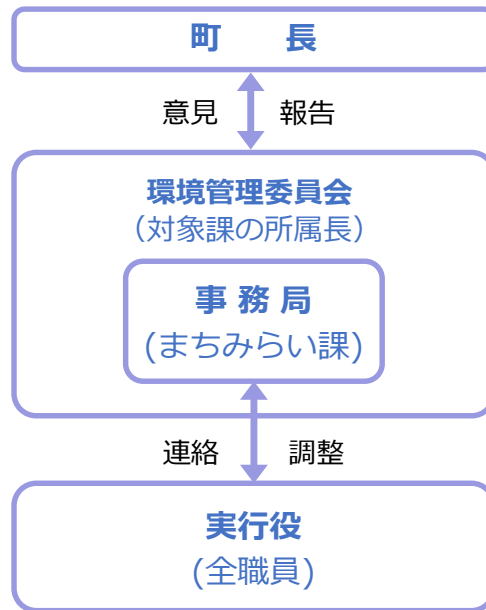 町　長
意見　報告
環境管理委員会
（対象課の所属長）
事 務 局
(まちみらい課)
連絡　調整
実行役
(全職員)